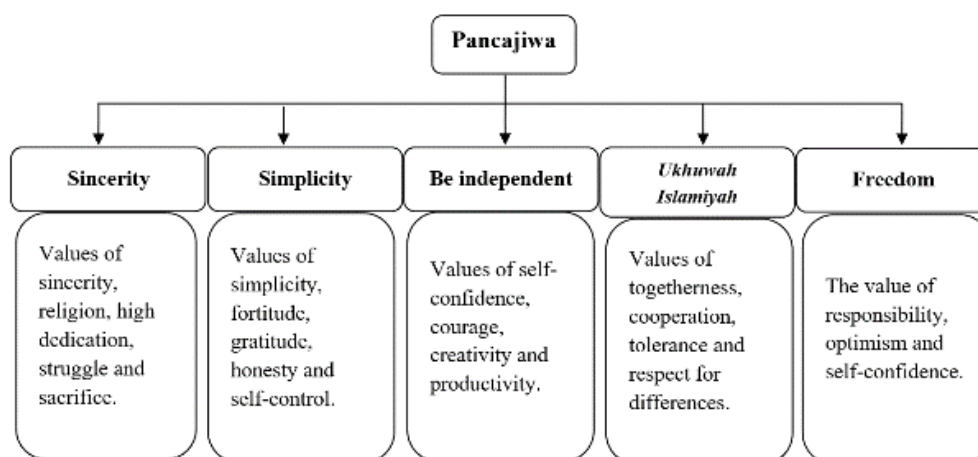 Pancajiwa
Sincerity
Simplicity
Be independent
Ukhuwah
Islamiyah
Freedom
Values of
sincerity,
religion, high
dedication,
struggle and
sacrifice.
Values of
simplicity,
fortitude,
gratitude,
honesty and
self-control.
Values of self-
confidence,
courage,
creativity and
productivity.
Values of
togetherness,
cooperation,
tolerance and
respect for
differences.
The value of
responsibility,
optimism and
self-confidence.